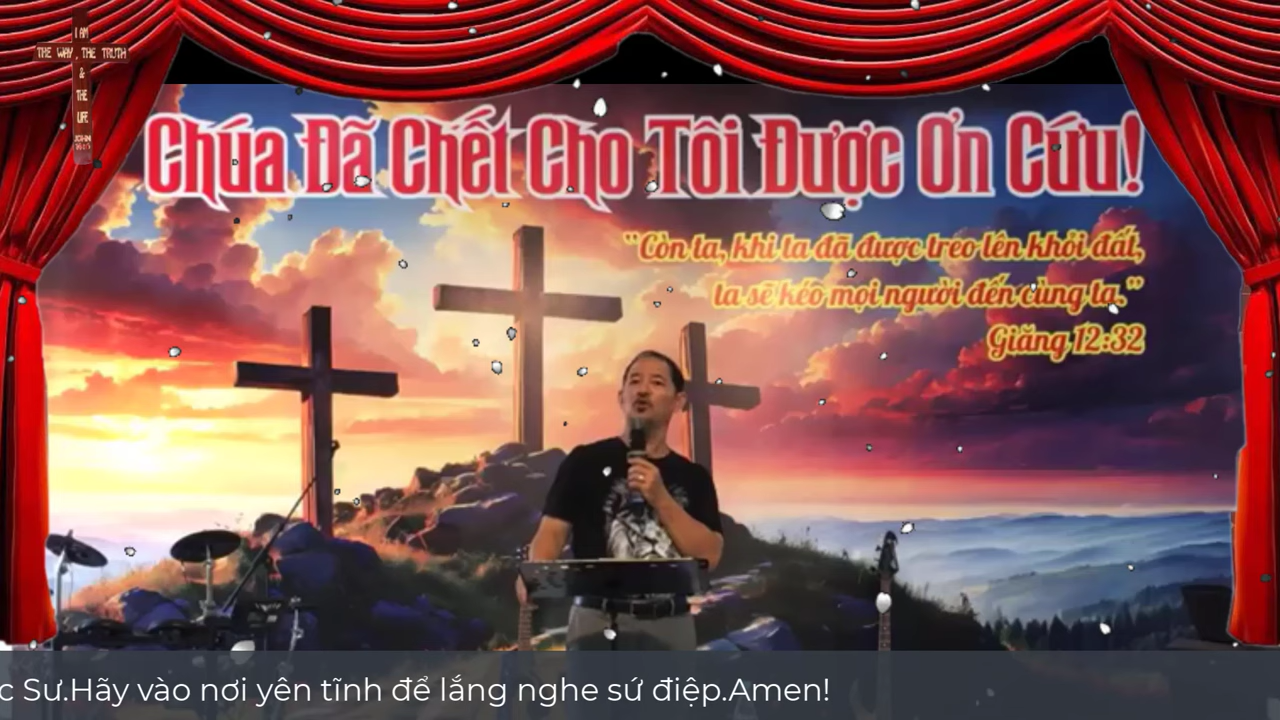 I AM
THE WAY, THE TRUTH
&
THE
LIFE
JOHN
Chúa Đã Chết Cho Tôi Được Ơn Cứu!
"Còn ta, khi ta đã được treo lên khỏi đất,
ta sẽ kéo mọi người đến cùng ta."
Giăng 12:32
c Sư.Hãy vào nơi yên tĩnh để lắng nghe sứ điệp.Amen!